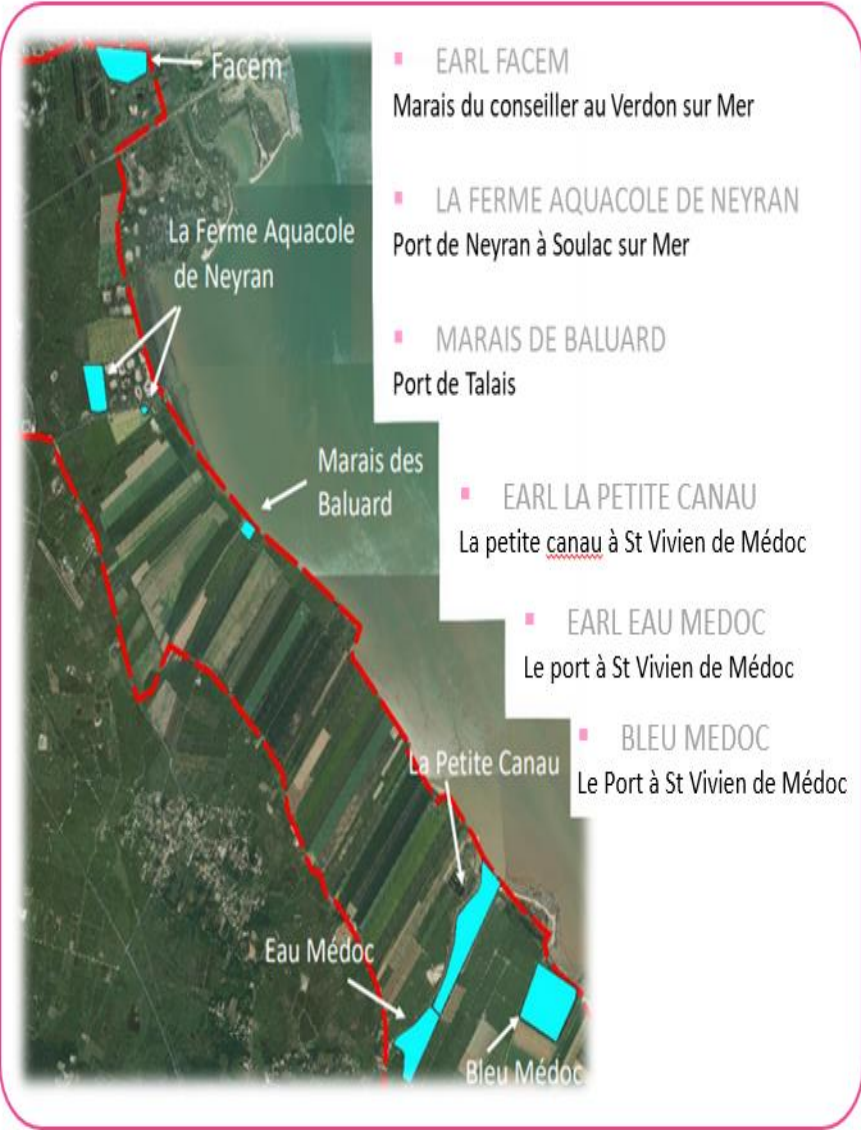 Facem
La Ferme Aquacole
de Neyran
Marais des
Baluard
La Petite Canau
Eau Médoc
Bleu Médoc
EARL FACEM
Marais du conseiller au Verdon sur Mer
LA FERME AQUACOLE DE NEYRAN
Port de Neyran à Soulac sur Mer
MARAIS DE BALUARD
Port de Talais
EARL LA PETITE CANAU
La petite canau à St Vivien de Médoc
EARL EAU MEDOC
Le port à St Vivien de Médoc
BLEU MEDOC
Le Port à St Vivien de Médoc